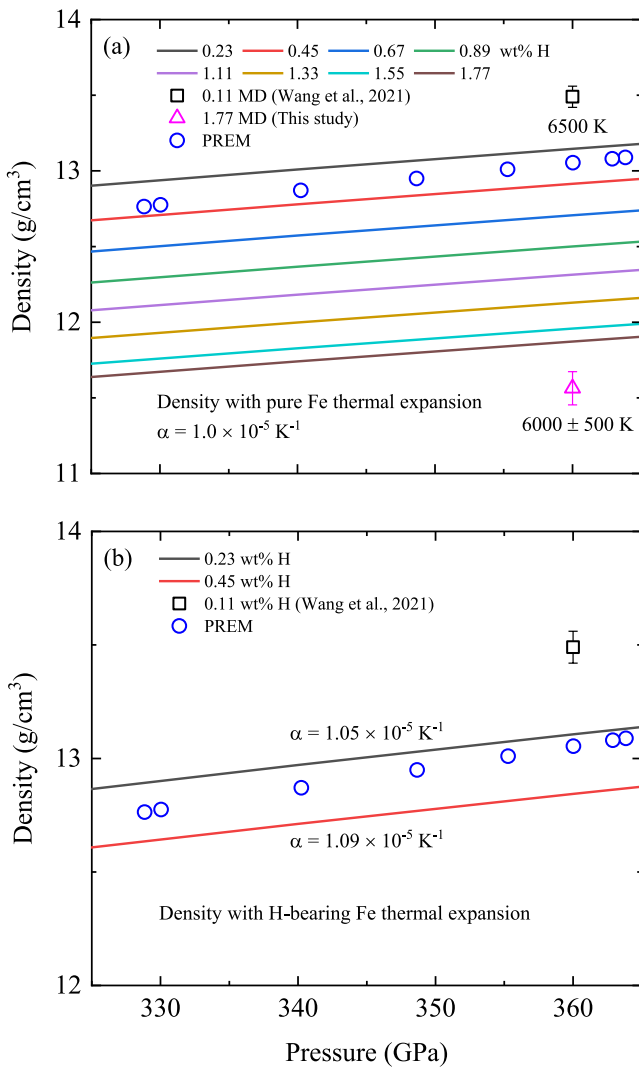 14
(a)
0.23 0.45 0.67 0.89 wt% H
1.11 1.33 1.55 1.77
0.11 MD (Wang et al., 2021)
1.77 MD (This study)
PREM
6500 K
13
Density (g/cm³)
12
Density with pure Fe thermal expansion
α = 1.0 × 10⁻⁵ K⁻¹
6000 ± 500 K
11
14
(b)
0.23 wt% H
0.45 wt% H
0.11 wt% H (Wang et al., 2021)
PREM
α = 1.05 × 10⁻⁵ K⁻¹
13
Density (g/cm³)
α = 1.09 × 10⁻⁵ K⁻¹
Density with H-bearing Fe thermal expansion
12
330 340 350 360
Pressure (GPa)